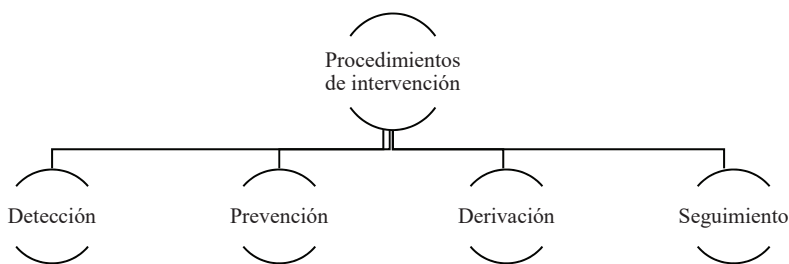 Procedimientos
de intervención
Detección
Prevención
Derivación
Seguimiento